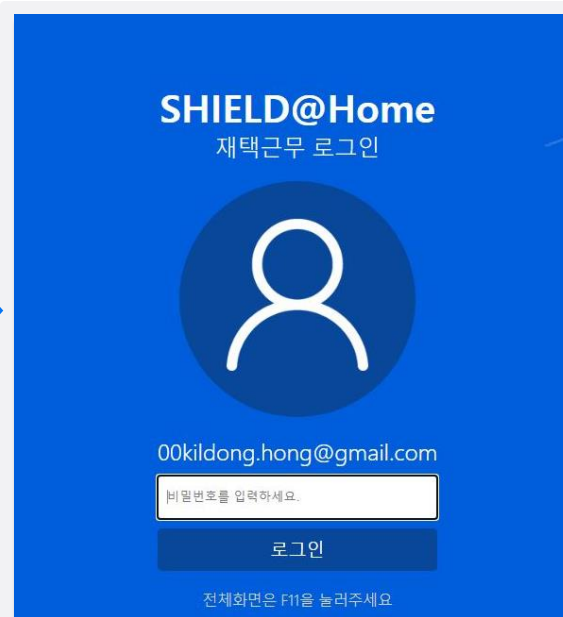 SHIELD@Home
재택근무 로그인
00kildong.hong@gmail.com
비밀번호를 입력하세요.
로그인
전체화면은 F11을 눌러주세요